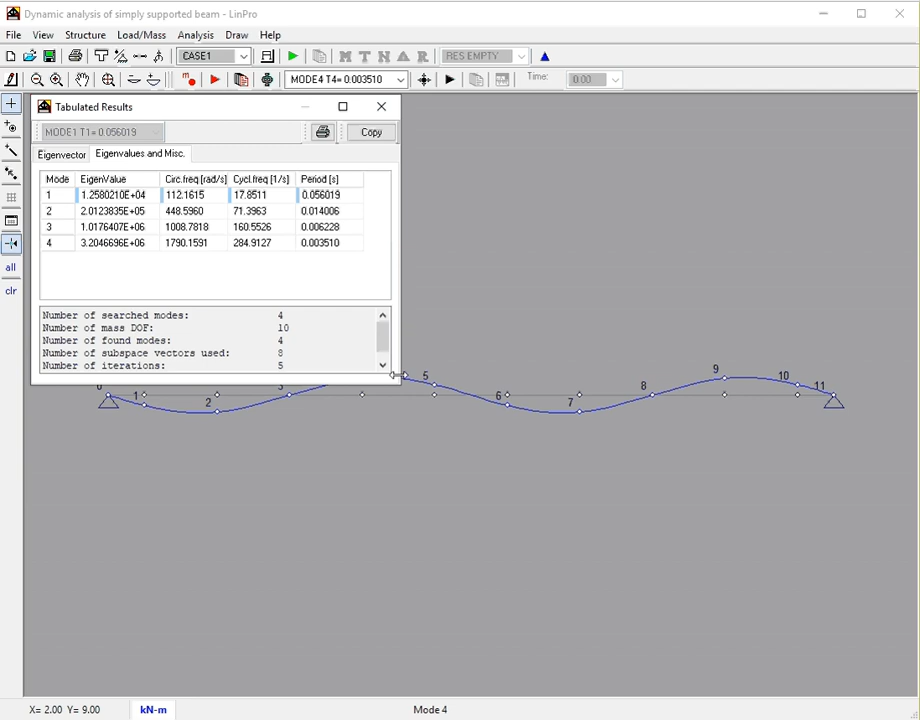 Dynamic analysis of simply supported beam - LinPro
File View Structure Load/Mass Analysis Draw Help
CASE1 M T N A R RES EMPTY
m MODE4 T4= 0.003510 Time: 0.00
Tabulated Results
MODE1 T1= 0.056019 Copy
Eigenvector Eigenvalues and Misc.
Mode EigenValue Circ.freq [rad/s] Cycl.freq [1/s] Period [s]
1 1.2580210E+04 112.1615 17.8511 0.056019
2 2.0123835E+05 448.5960 71.3963 0.014006
3 1.0176407E+06 1008.7818 160.5526 0.006228
4 3.2046696E+06 1790.1591 284.9127 0.003510
Number of searched modes: 4
Number of mass DOF: 10
Number of found modes: 4
Number of subspace vectors used: 8
Number of iterations: 5
all
clr
0 1 2 3 5 6 7 8 9 10 11
X= 2.00 Y= 9.00 kN-m Mode 4